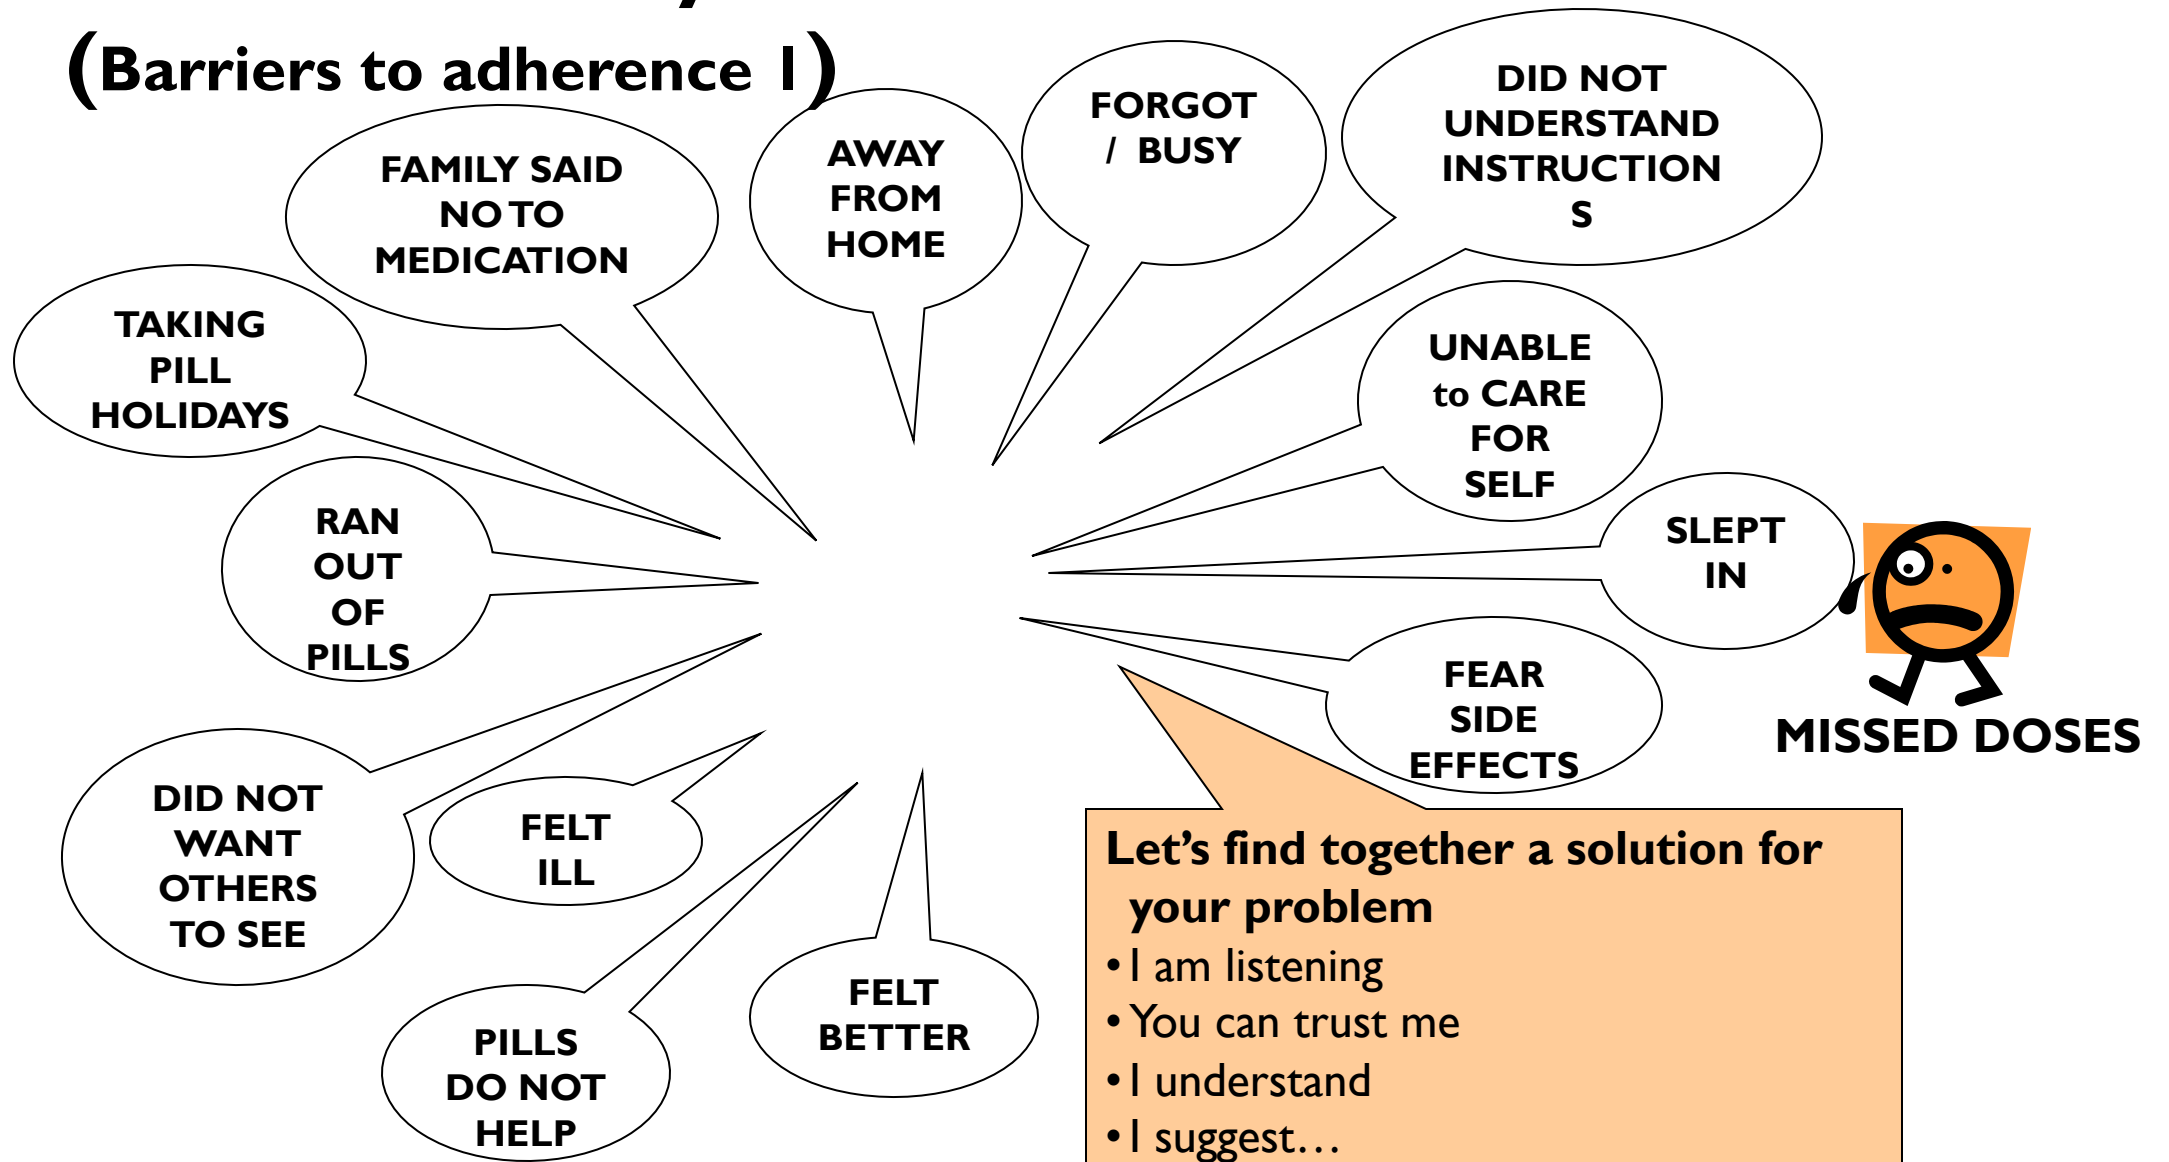 (Barriers to adherence 1)
FAMILY SAID
NO TO
MEDICATION
AWAY
FROM
HOME
FORGOT
/ BUSY
DID NOT
UNDERSTAND
INSTRUCTION
S
TAKING
PILL
HOLIDAYS
UNABLE
to CARE
FOR
SELF
RAN
OUT
OF
PILLS
SLEPT
IN
FEAR
SIDE
EFFECTS
MISSED DOSES
DID NOT
WANT
OTHERS
TO SEE
FELT
ILL
PILLS
DO NOT
HELP
FELT
BETTER
Let’s find together a solution for
your problem
• I am listening
• You can trust me
• I understand
• I suggest…